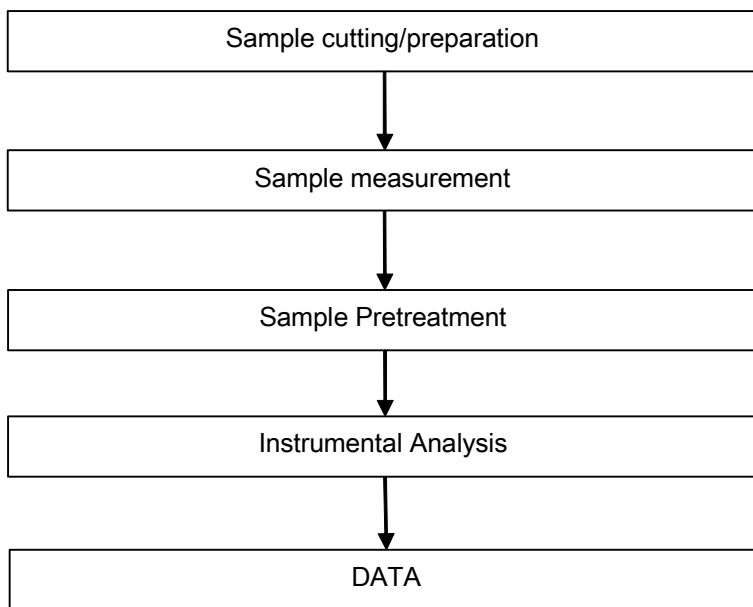 Sample cutting/preparation
Sample measurement
Sample Pretreatment
Instrumental Analysis
DATA